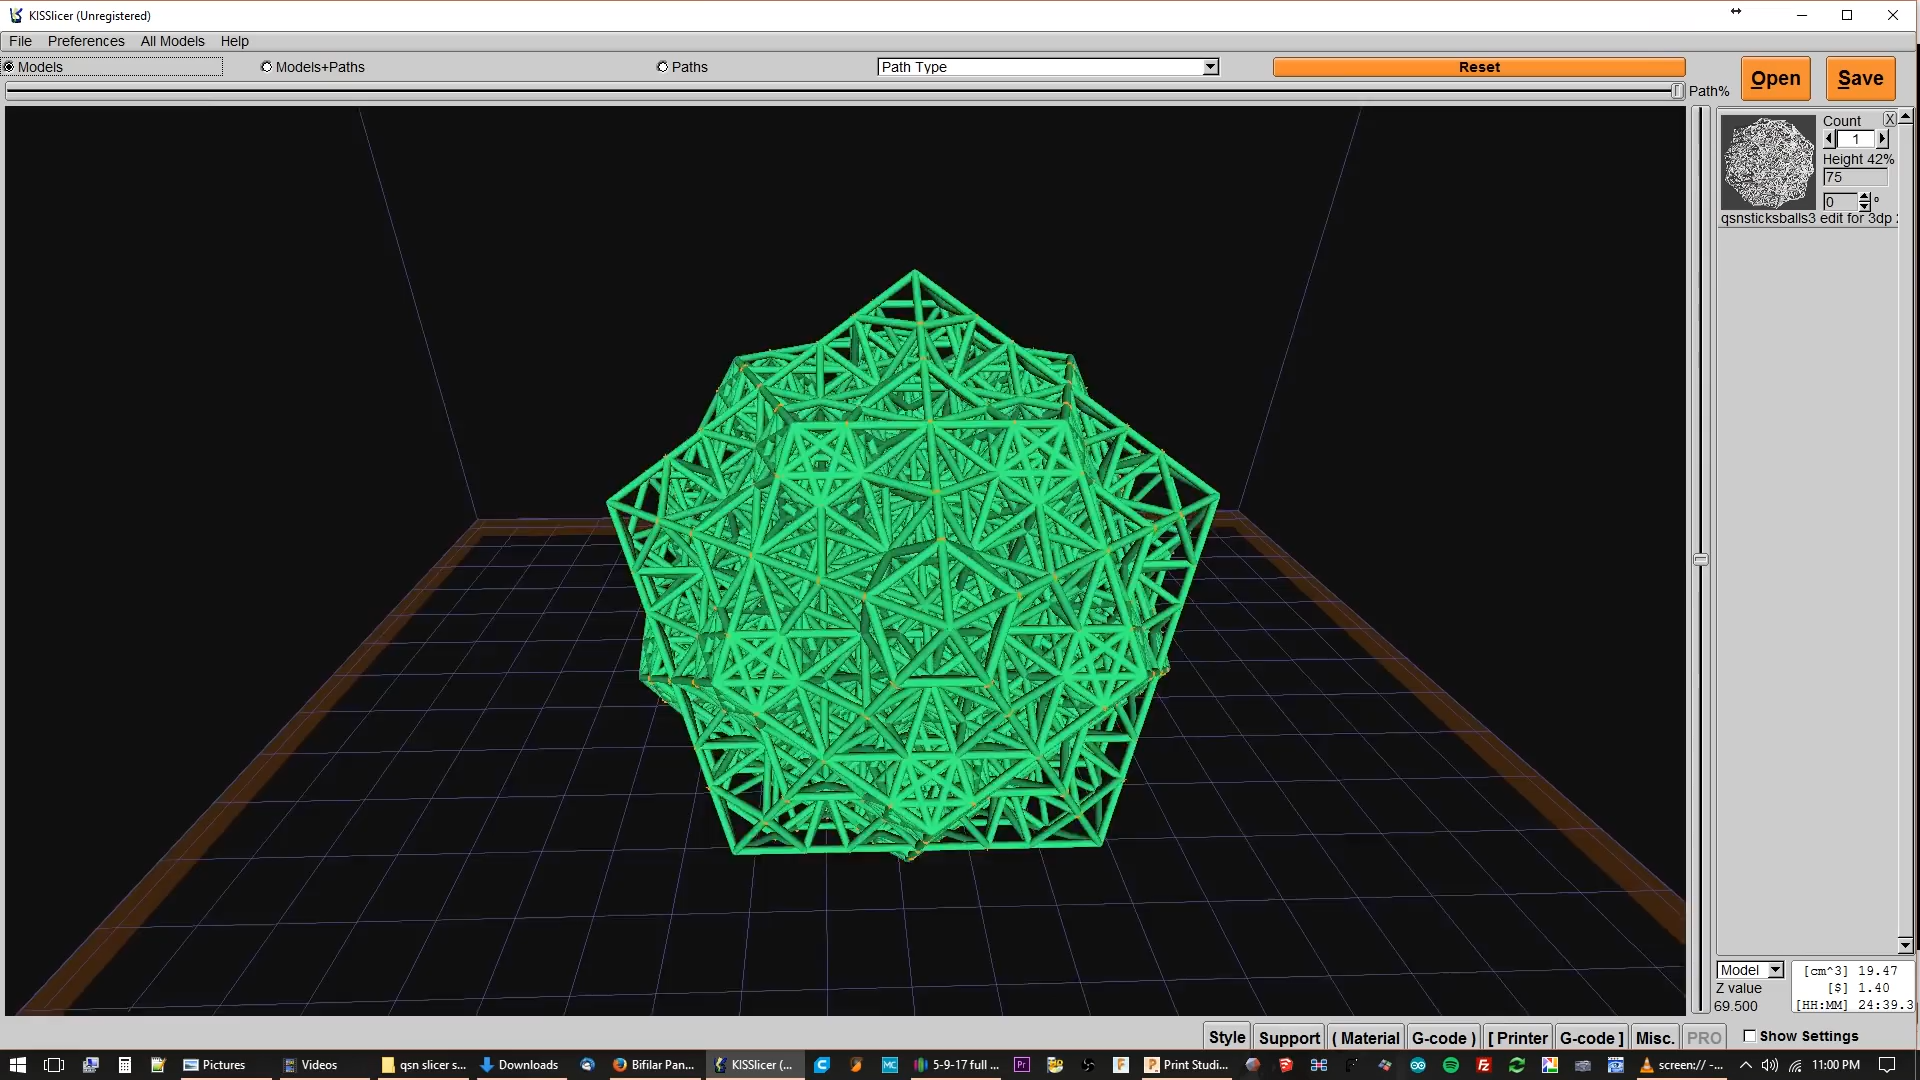 KISSlicer (Unregistered)
File Preferences All Models Help
Models Models+Paths Paths Path Type Reset
Path%
Open Save
Count X
1
Height 42%
75
0 °
qsnsticksballs3 edit for 3dp
Model
Z value
69.500
[cm^3] 19.47
[$] 1.40
[HH:MM] 24:39.3
Style Support ( Material G-code ) [ Printer G-code ] Misc. PRO Show Settings
Pictures Videos qsn slicer s... Downloads Bifilar Pan... KISSlicer (... MC 5-9-17 full ... Pr Print Studi... screen:// -... 11:00 PM